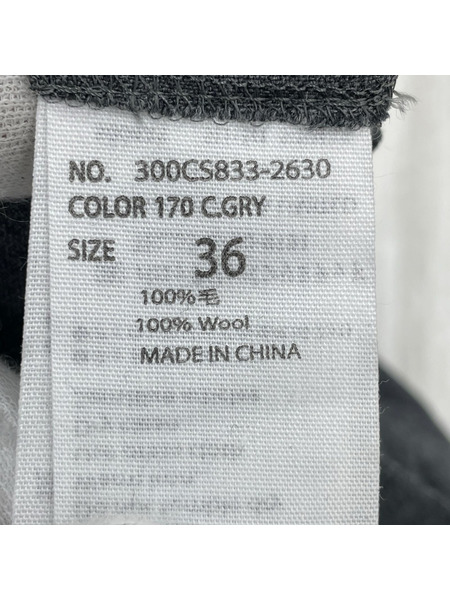 NO. 300CS833-2630
COLOR 170 C.GRY
SIZE 36
100%毛
100% Wool
MADE IN CHINA